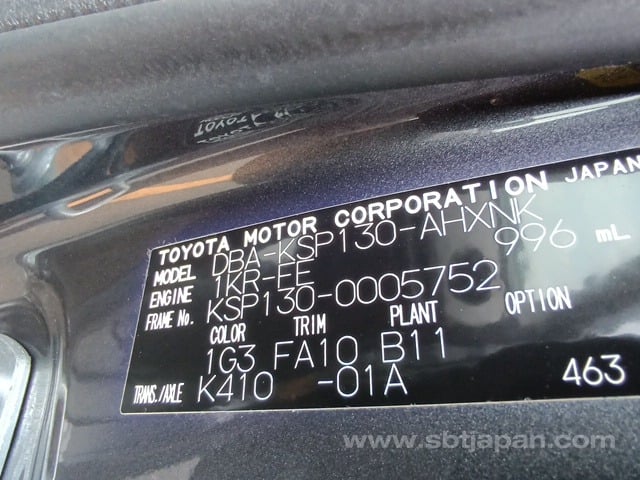 TOYOTA MOTOR CORPORATION JAPAN
MODEL DBA-KSP130-AHXNK
ENGINE 1KR-FE 996 mL
FRAME No. KSP130-0005752
COLOR TRIM PLANT OPTION
1G3 FA10 B11
TRANS./AXLE K410 -01A 463
www.sbtjapan.com
TOYOTA